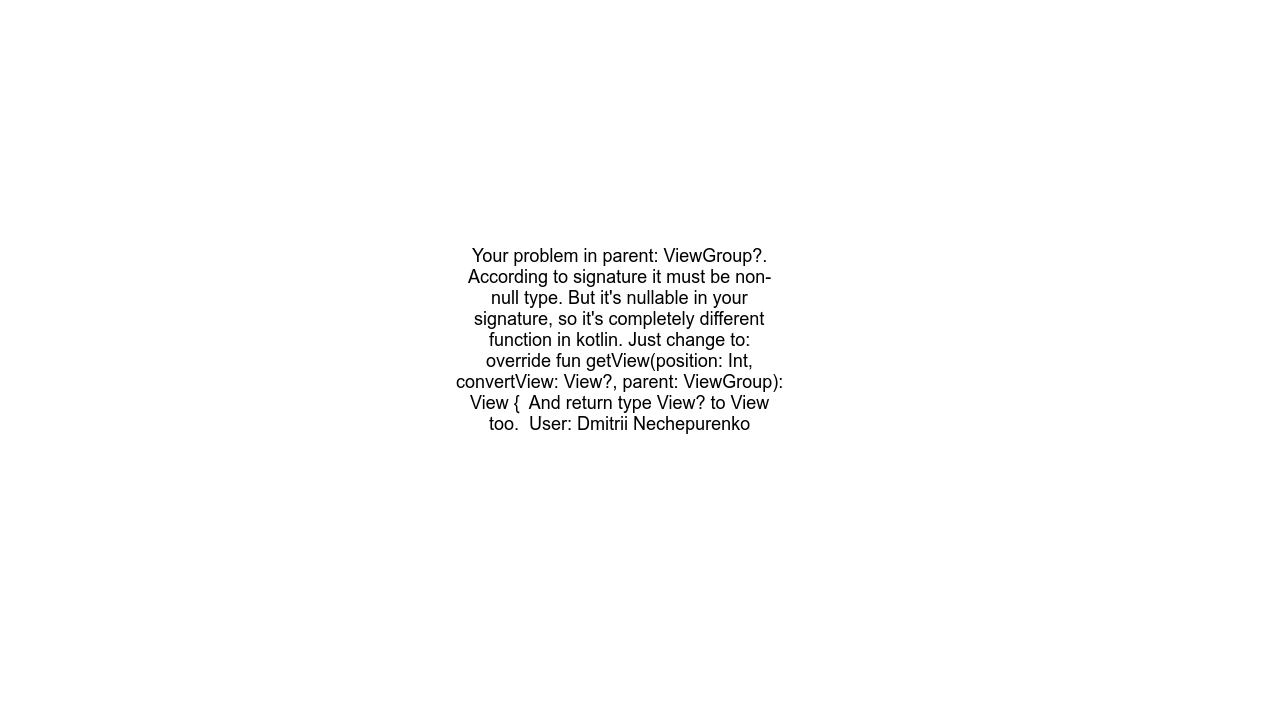 Your problem in parent: ViewGroup?.
According to signature it must be non-
null type. But it's nullable in your
signature, so it's completely different
function in kotlin. Just change to:
override fun getView(position: Int,
convertView: View?, parent: ViewGroup):
View {  And return type View? to View
too.  User: Dmitrii Nechepurenko